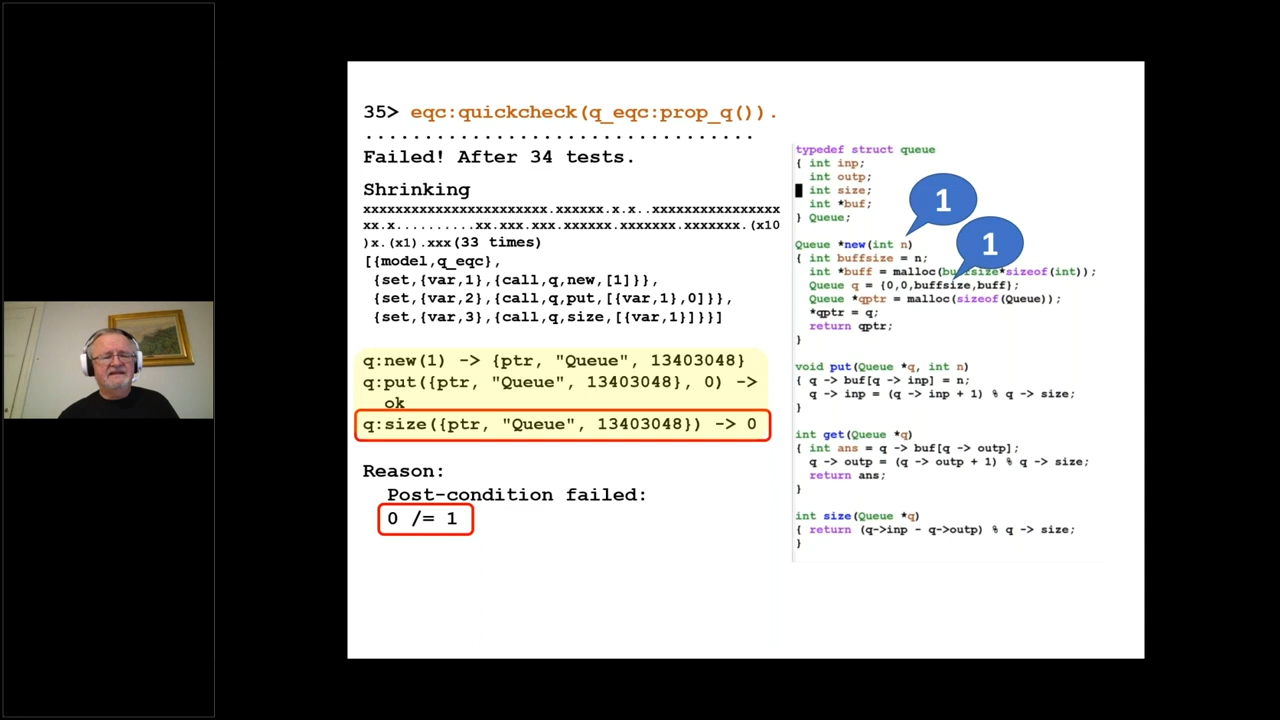 35> eqc:quickcheck(q_eqc:prop_q()).
.................................
Failed! After 34 tests.
Shrinking
xxxxxxxxxxxxxxxxxxxxxxx.xxxxxx.x.x..xxxxxxxxxxxxxxxx
xx.x..........xx.xxx.xxx.xxxxxx.xxxxxxx.xxxxxxx.(x10
)x.(x1).xxx(33 times)
[{model,q_eqc},
{set,{var,1},{call,q,new,[1]}},
{set,{var,2},{call,q,put,[{var,1},0]}},
{set,{var,3},{call,q,size,[{var,1}]}}]
q:new(1) -> {ptr, "Queue", 13403048}
q:put({ptr, "Queue", 13403048}, 0) ->
ok
q:size({ptr, "Queue", 13403048}) -> 0
Reason:
Post-condition failed:
0 /= 1
typedef struct queue
{ int inp;
int outp;
int size;
int *buf;
} Queue;
1
1
Queue *new(int n)
{ int buffsize = n;
int *buff = malloc(buffsize*sizeof(int));
Queue q = {0,0,buffsize,buff};
Queue *qptr = malloc(sizeof(Queue));
*qptr = q;
return qptr;
}
void put(Queue *q, int n)
{ q -> buf[q -> inp] = n;
q -> inp = (q -> inp + 1) % q -> size;
}
int get(Queue *q)
{ int ans = q -> buf[q -> outp];
q -> outp = (q -> outp + 1) % q -> size;
return ans;
}
int size(Queue *q)
{ return (q->inp - q->outp) % q -> size;
}